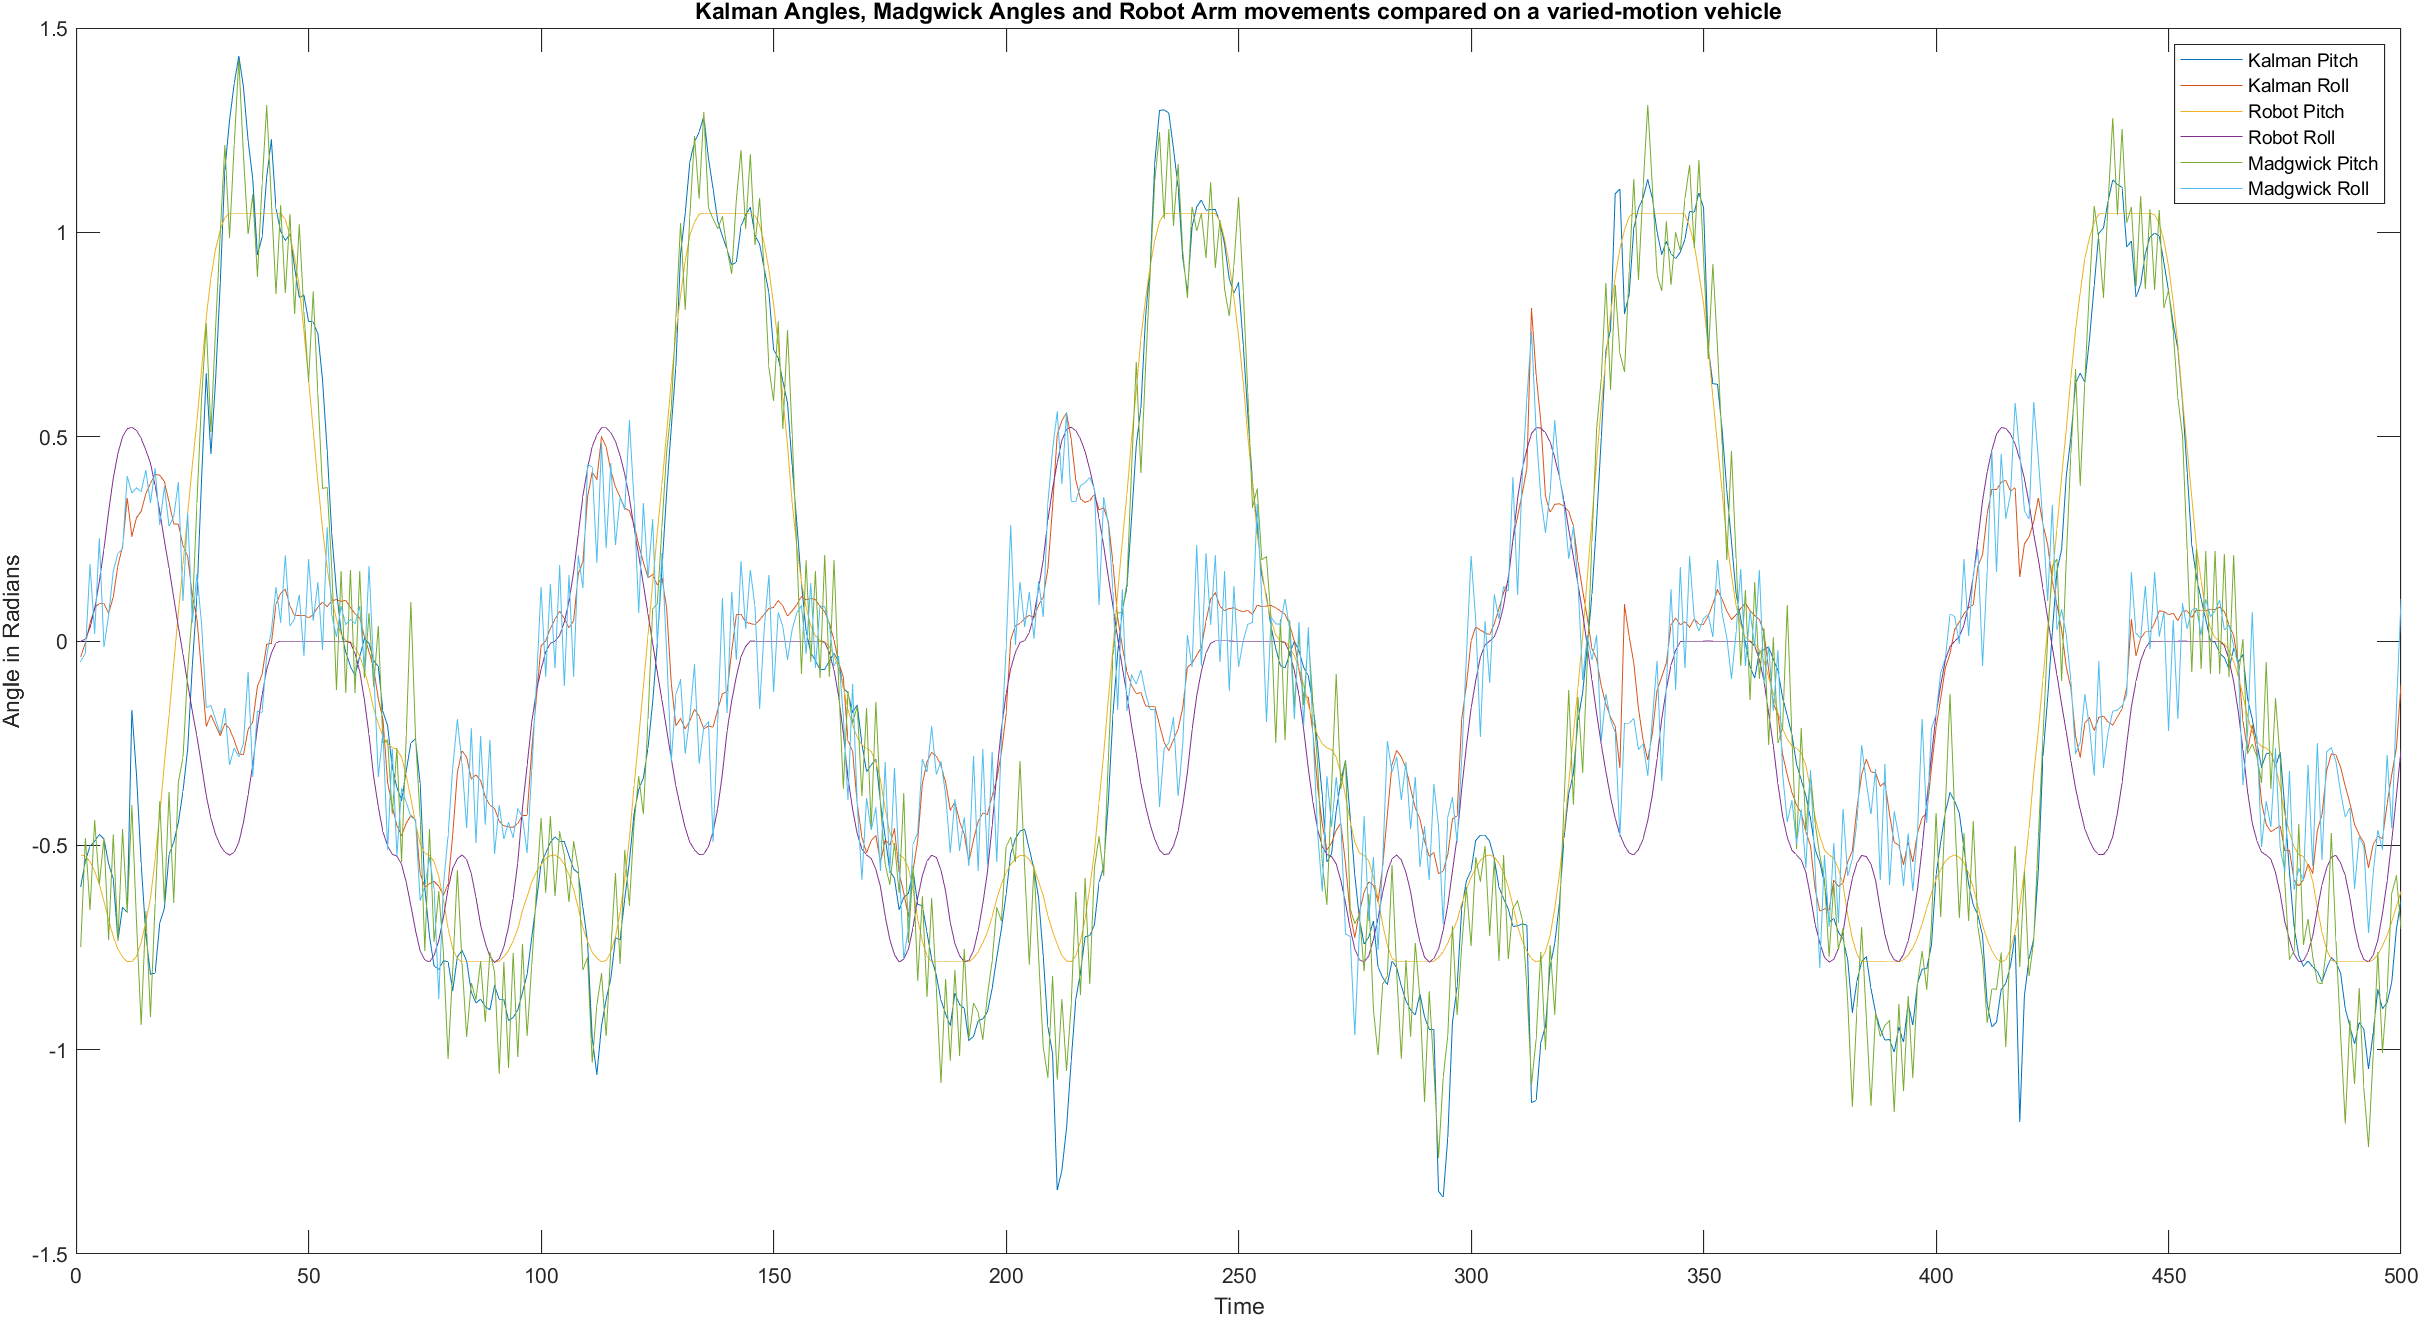 Kalman Angles, Madgwick Angles and Robot Arm movements compared on a varied-motion vehicle
1.5
1
0.5
0
-0.5
-1
-1.5
Angle in Radians
Kalman Pitch
Kalman Roll
Robot Pitch
Robot Roll
Madgwick Pitch
Madgwick Roll
0 50 100 150 200 250 300 350 400 450 500
Time